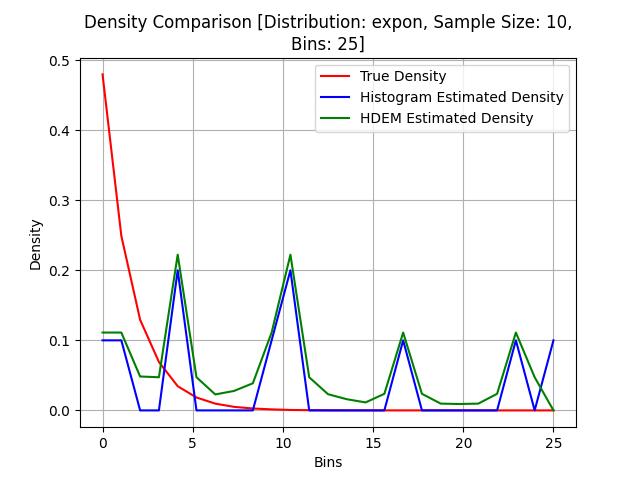 Density Comparison [Distribution: expon, Sample Size: 10,
Bins: 25]
True Density
Histogram Estimated Density
HDEM Estimated Density
Density
0.5
0.4
0.3
0.2
0.1
0.0
0 5 10 15 20 25
Bins